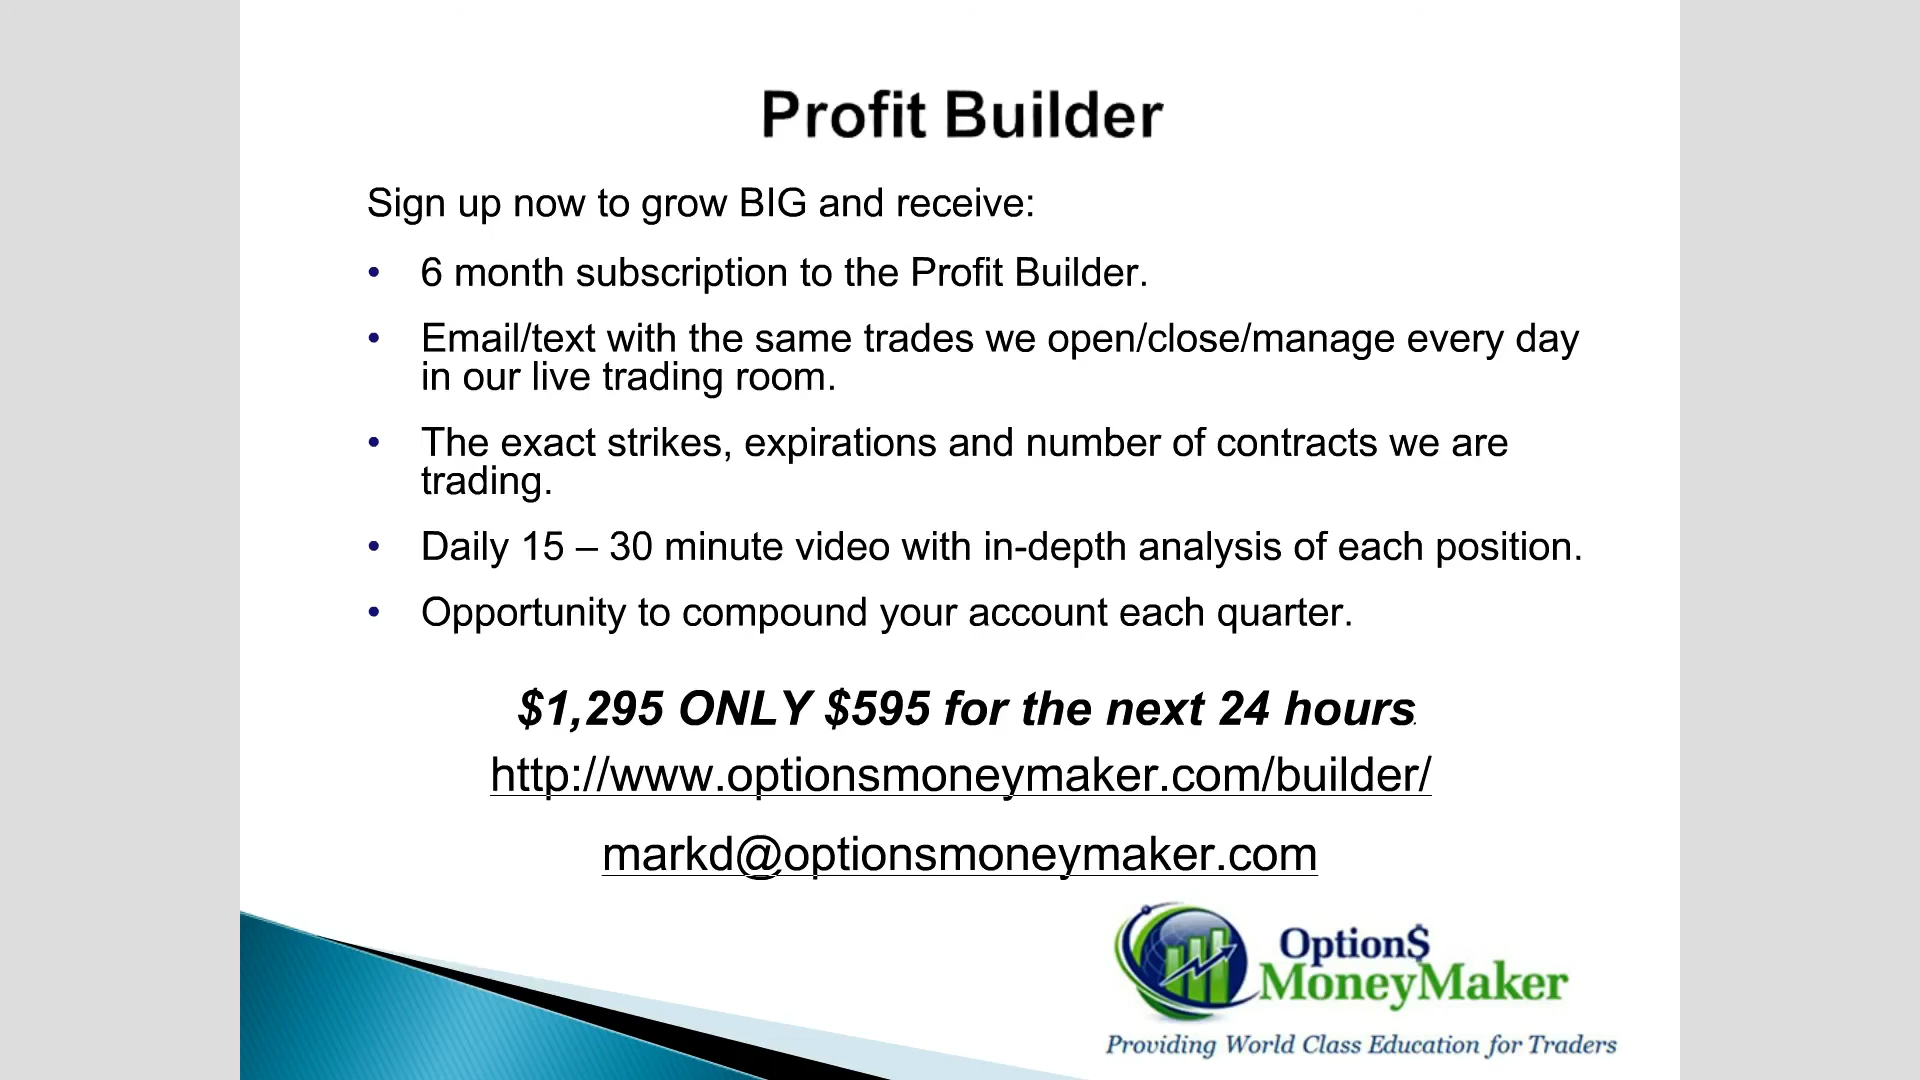 Profit Builder
Sign up now to grow BIG and receive:
• 6 month subscription to the Profit Builder.
• Email/text with the same trades we open/close/manage every day
in our live trading room.
• The exact strikes, expirations and number of contracts we are
trading.
• Daily 15 – 30 minute video with in-depth analysis of each position.
• Opportunity to compound your account each quarter.
$1,295 ONLY $595 for the next 24 hours.
http://www.optionsmoneymaker.com/builder/
markd@optionsmoneymaker.com
Option$
MoneyMaker
Providing World Class Education for Traders